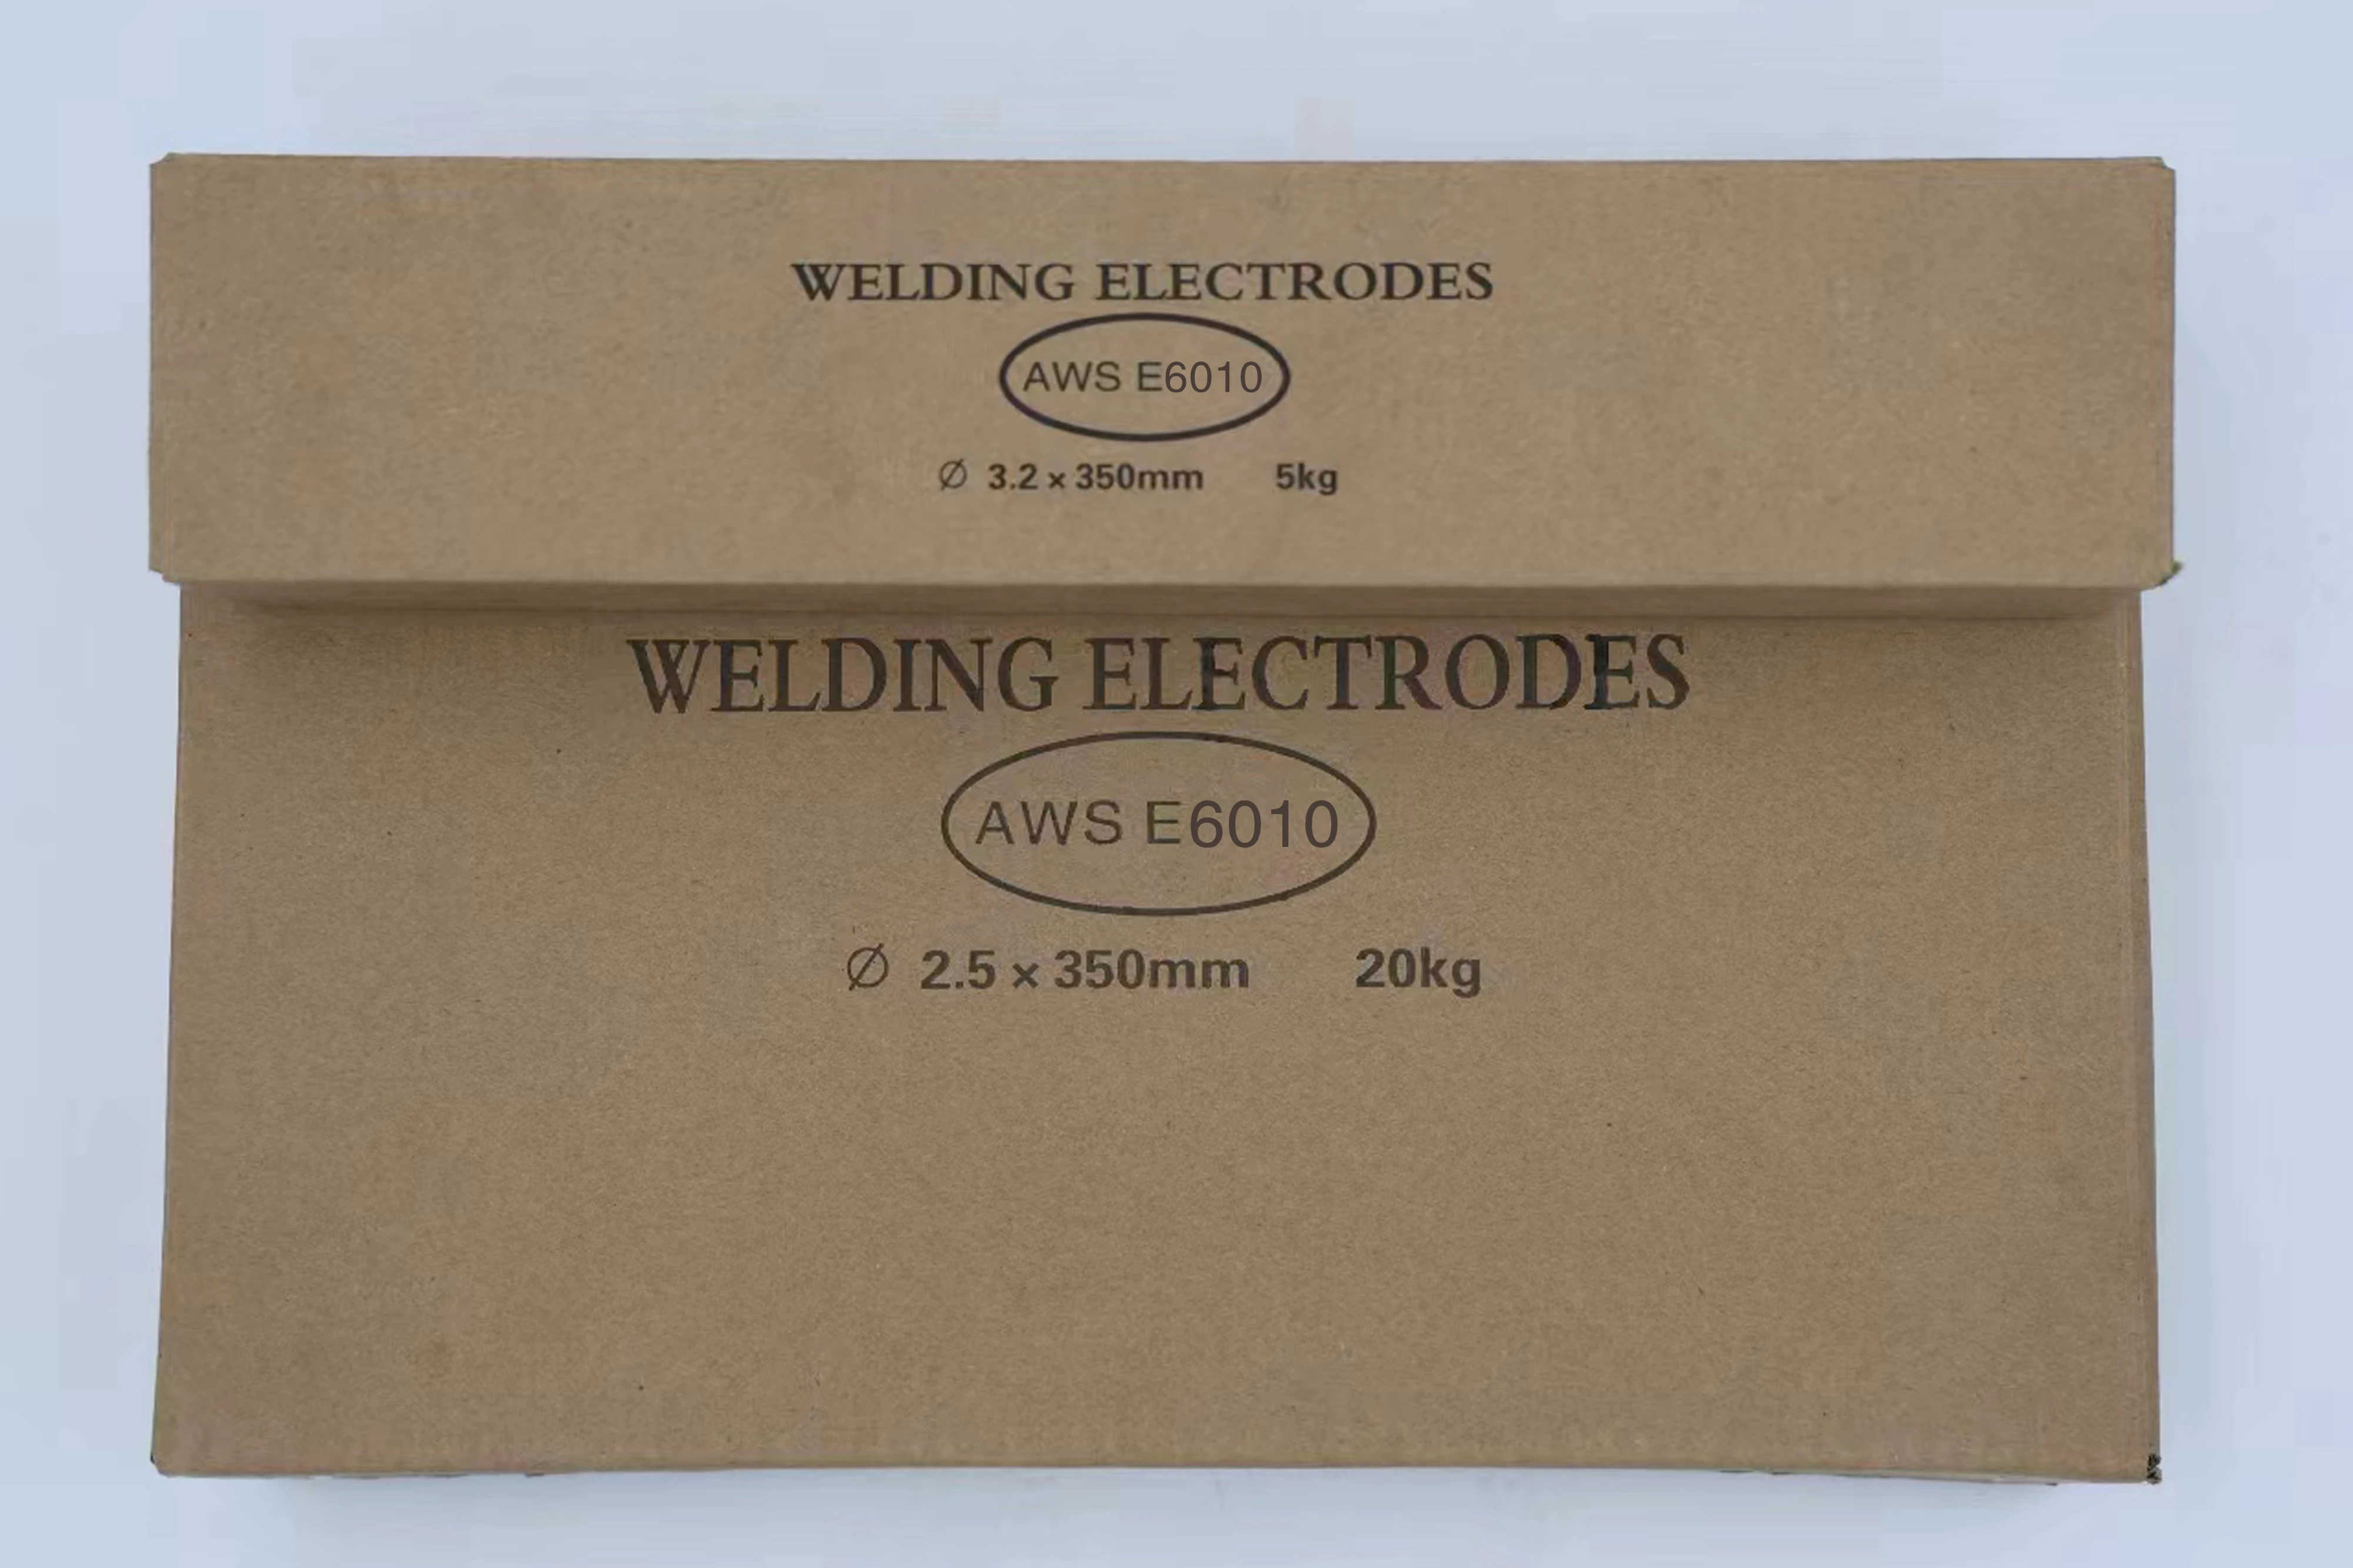 WELDING ELECTRODES
AWS E6010
∅ 3.2 × 350mm 5kg
WELDING ELECTRODES
AWS E6010
∅ 2.5 × 350mm 20kg